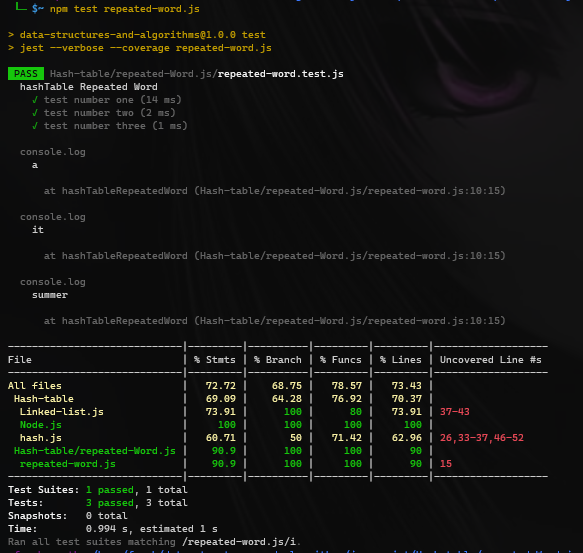 $~ npm test repeated-word.js
> data-structures-and-algorithms@1.0.0 test
> jest --verbose --coverage repeated-word.js
PASS Hash-table/repeated-Word.js/repeated-word.test.js
hashTable Repeated Word
√ test number one (14 ms)
√ test number two (2 ms)
√ test number three (1 ms)
console.log
a
at hashTableRepeatedWord (Hash-table/repeated-Word.js/repeated-word.js:10:15)
console.log
it
at hashTableRepeatedWord (Hash-table/repeated-Word.js/repeated-word.js:10:15)
console.log
summer
at hashTableRepeatedWord (Hash-table/repeated-Word.js/repeated-word.js:10:15)
-----------------------------|---------|----------|---------|---------|-------------------
File | % Stmts | % Branch | % Funcs | % Lines | Uncovered Line #s
-----------------------------|---------|----------|---------|---------|-------------------
All files | 72.72 | 68.75 | 78.57 | 73.43 |
Hash-table | 69.09 | 64.28 | 76.92 | 70.37 |
Linked-list.js | 73.91 | 100 | 80 | 73.91 | 37-43
Node.js | 100 | 100 | 100 | 100 |
hash.js | 60.71 | 50 | 71.42 | 62.96 | 26,33-37,46-52
Hash-table/repeated-Word.js | 90.9 | 100 | 100 | 90 |
repeated-word.js | 90.9 | 100 | 100 | 90 | 15
-----------------------------|---------|----------|---------|---------|-------------------
Test Suites: 1 passed, 1 total
Tests: 3 passed, 3 total
Snapshots: 0 total
Time: 0.994 s, estimated 1 s
Ran all test suites matching /repeated-word.js/i.